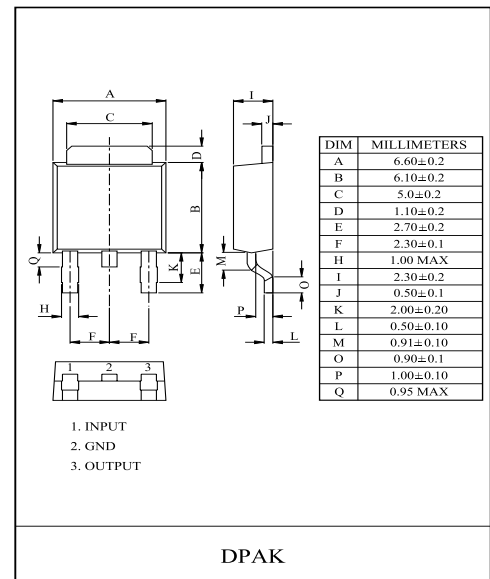 A
C
D
B
Q
K
E
H
F F
1 2 3
I
J
M
O
P
L
DIM MILLIMETERS
A 6.60±0.2
B 6.10±0.2
C 5.0±0.2
D 1.10±0.2
E 2.70±0.2
F 2.30±0.1
H 1.00 MAX
I 2.30±0.2
J 0.50±0.1
K 2.00±0.20
L 0.50±0.10
M 0.91±0.10
O 0.90±0.1
P 1.00±0.10
Q 0.95 MAX
1. INPUT
2. GND
3. OUTPUT
DPAK